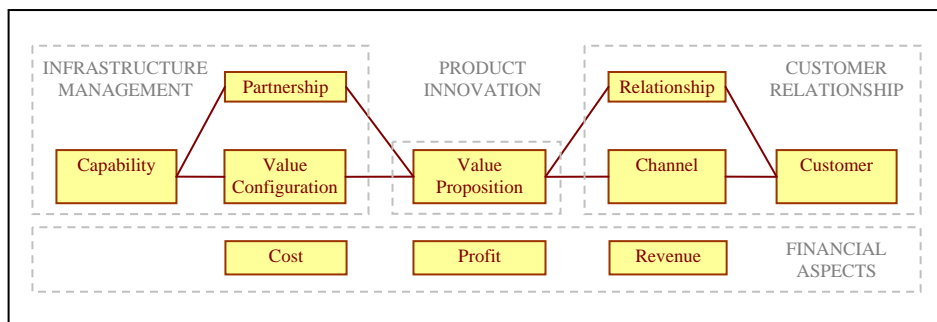 INFRASTRUCTURE
MANAGEMENT
Partnership
Capability
Value
Configuration
PRODUCT
INNOVATION
Value
Proposition
Relationship
CUSTOMER
RELATIONSHIP
Channel
Customer
Cost
Profit
Revenue
FINANCIAL
ASPECTS